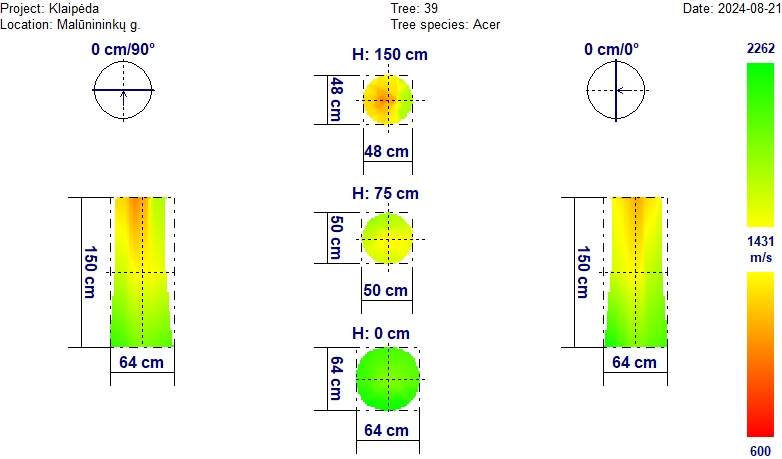 Project: Klaipėda
Tree: 39
Date: 2024-08-21
Location: Malūnininkų g.
Tree species: Acer
0 cm/90°
H: 150 cm
48 cm
48 cm
0 cm/0°
2262
H: 75 cm
50 cm
50 cm
150 cm
64 cm
H: 0 cm
64 cm
64 cm
150 cm
64 cm
1431
m/s
600